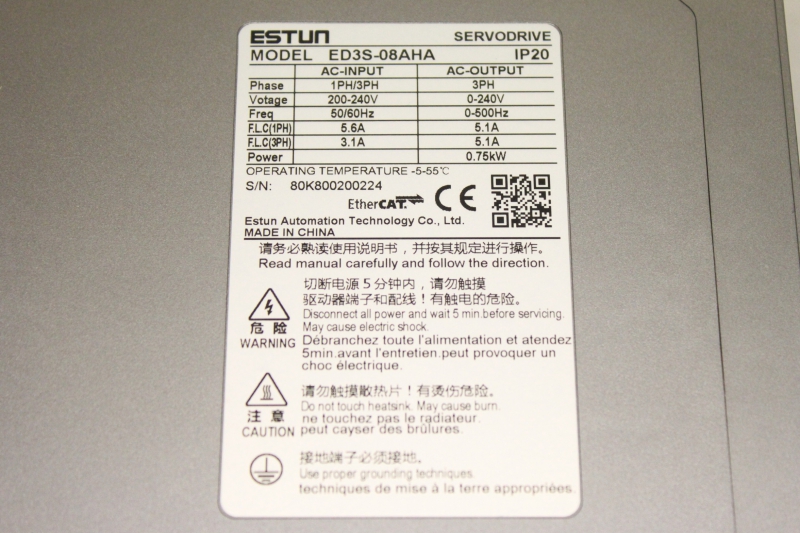 ESTUN SERVODRIVE
MODEL ED3S-08AHA IP20
AC-INPUT AC-OUTPUT
Phase 1PH/3PH 3PH
Votage 200-240V 0-240V
Freq 50/60Hz 0-500Hz
F.L.C(1PH) 5.6A 5.1A
F.L.C(3PH) 3.1A 5.1A
Power 0.75kW
OPERATING TEMPERATURE -5-55℃
S/N: 80K800200224
EtherCAT CE
Estun Automation Technology Co., Ltd.
MADE IN CHINA
请务必熟读使用说明书，并按其规定进行操作。
Read manual carefully and follow the direction.
切断电源5分钟内，请勿触摸
驱动器端子和配线！有触电的危险。
危 险
Disconnect all power and wait 5 min.before servicing.
May cause electric shock.
WARNING
Débranchez toute l'alimentation et atendez
5min.avant l'entretien.peut provoquer un
choc électrique.
请勿触摸散热片！有烫伤危险。
注 意
Do not touch heatsink. May cause burn.
ne touchez pas le radiateur.
CAUTION
peut cayser des brûlures.
接地端子必须接地。
Use proper grounding techniques.
techniques de mise à la terre appropriées.